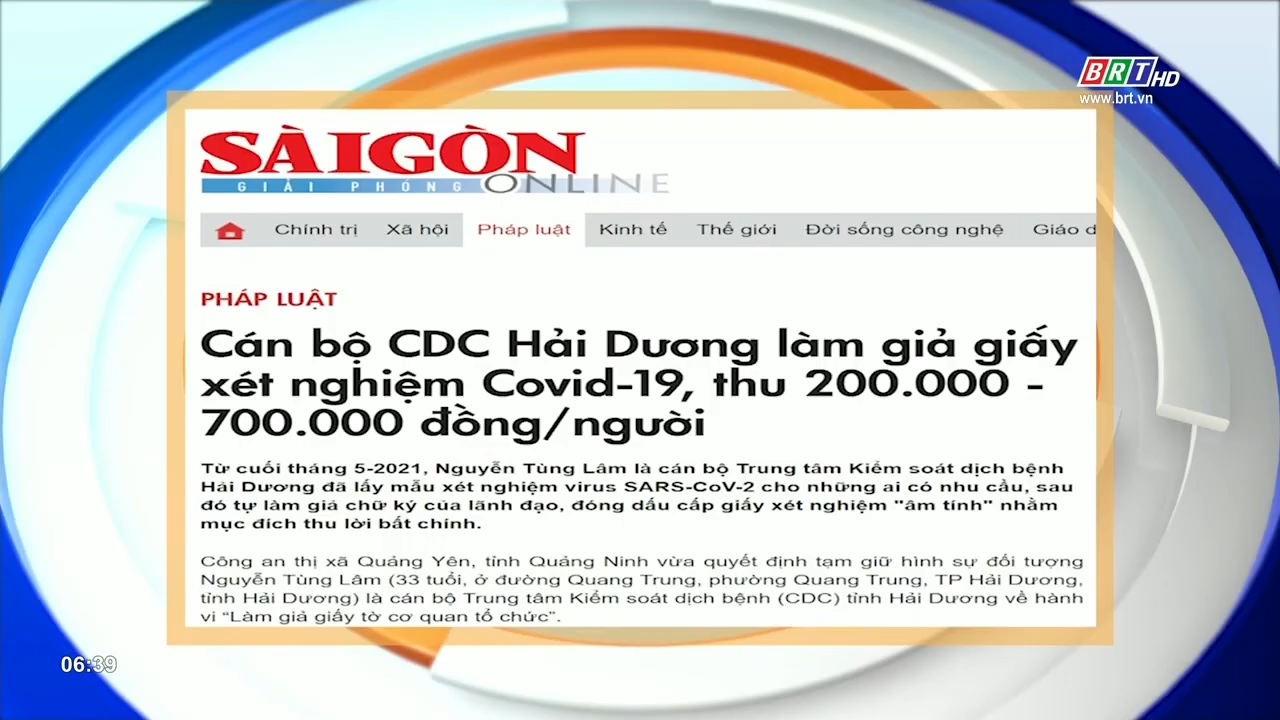 BRT HD
www.brt.vn
SÀIGÒN
GIẢI PHÓNG ONLINE
Chính trị Xã hội Pháp luật Kinh tế Thế giới Đời sống công nghệ Giáo d
PHÁP LUẬT
Cán bộ CDC Hải Dương làm giả giấy
xét nghiệm Covid-19, thu 200.000 -
700.000 đồng/người
Từ cuối tháng 5-2021, Nguyễn Tùng Lâm là cán bộ Trung tâm Kiểm soát dịch bệnh
Hải Dương đã lấy mẫu xét nghiệm virus SARS-CoV-2 cho những ai có nhu cầu, sau
đó tự làm giả chữ ký của lãnh đạo, đóng dấu cấp giấy xét nghiệm "âm tính" nhằm
mục đích thu lời bất chính.
Công an thị xã Quảng Yên, tỉnh Quảng Ninh vừa quyết định tạm giữ hình sự đối tượng
Nguyễn Tùng Lâm (33 tuổi, ở đường Quang Trung, phường Quang Trung, TP Hải Dương,
tỉnh Hải Dương) là cán bộ Trung tâm Kiểm soát dịch bệnh (CDC) tỉnh Hải Dương về hành
vi “Làm giả giấy tờ cơ quan tổ chức”.
06:39